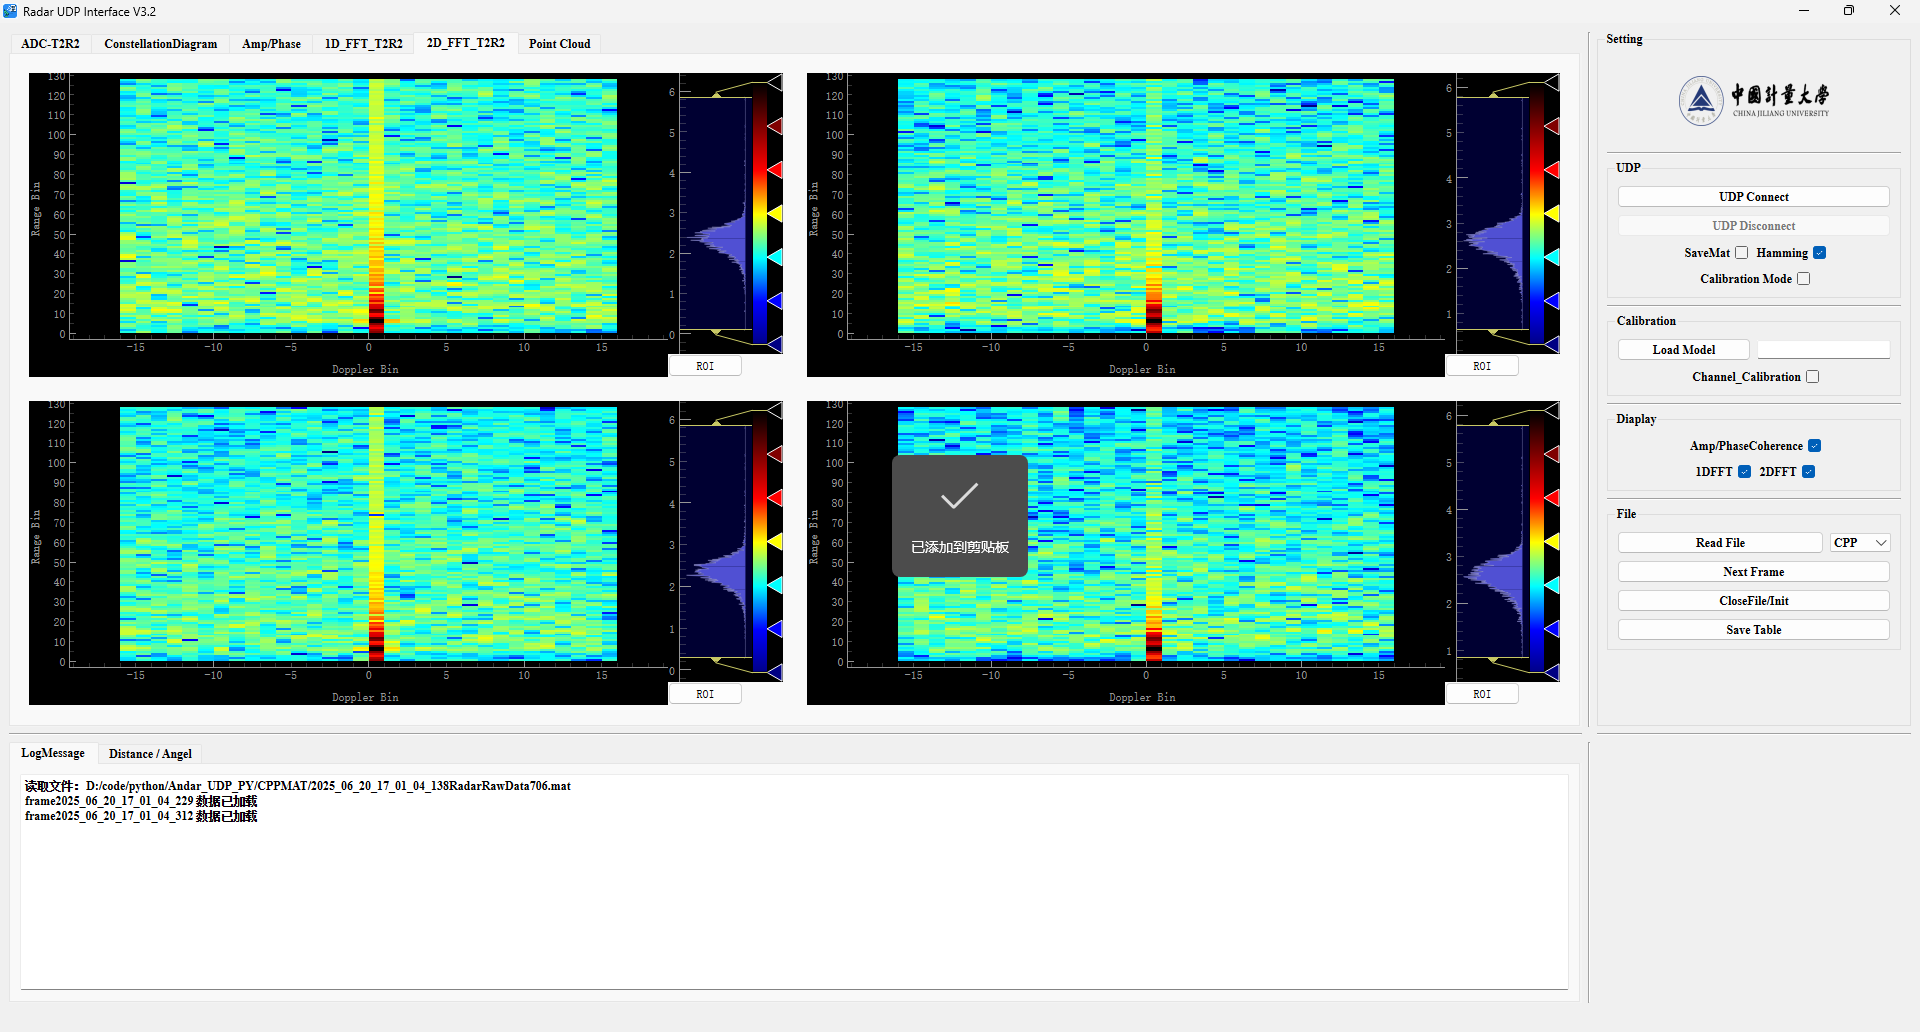 Radar UDP Interface V3.2
ADC-T2R2 ConstellationDiagram Amp/Phase 1D_FFT_T2R2 2D_FFT_T2R2 Point Cloud
130
120
110
100
90
80
70
60
50
40
30
20
10
0
Range Bin
-15 -10 -5 0 5 10 15
Doppler Bin
6
5
4
3
2
1
0
ROI
130
120
110
100
90
80
70
60
50
40
30
20
10
0
Range Bin
-15 -10 -5 0 5 10 15
Doppler Bin
6
5
4
3
2
1
ROI
130
120
110
100
90
80
70
60
50
40
30
20
10
0
Range Bin
-15 -10 -5 0 5 10 15
Doppler Bin
6
5
4
3
2
1
0
ROI
130
120
110
100
90
80
70
60
50
40
30
20
10
0
Range Bin
-15 -10 -5 0 5 10 15
Doppler Bin
6
5
4
3
2
1
ROI
已添加到剪贴板
Setting
中国计量大学
CHINA JILIANG UNIVERSITY
UDP
UDP Connect
UDP Disconnect
SaveMat Hamming
Calibration Mode
Calibration
Load Model
Channel_Calibration
Diaplay
Amp/PhaseCoherence
1DFFT 2DFFT
File
Read File CPP
Next Frame
CloseFile/Init
Save Table
LogMessage Distance / Angel
读取文件：D:/code/python/Andar_UDP_PY/CPPMAT/2025_06_20_17_01_04_138RadarRawData706.mat
frame2025_06_20_17_01_04_229 数据已加载
frame2025_06_20_17_01_04_312 数据已加载